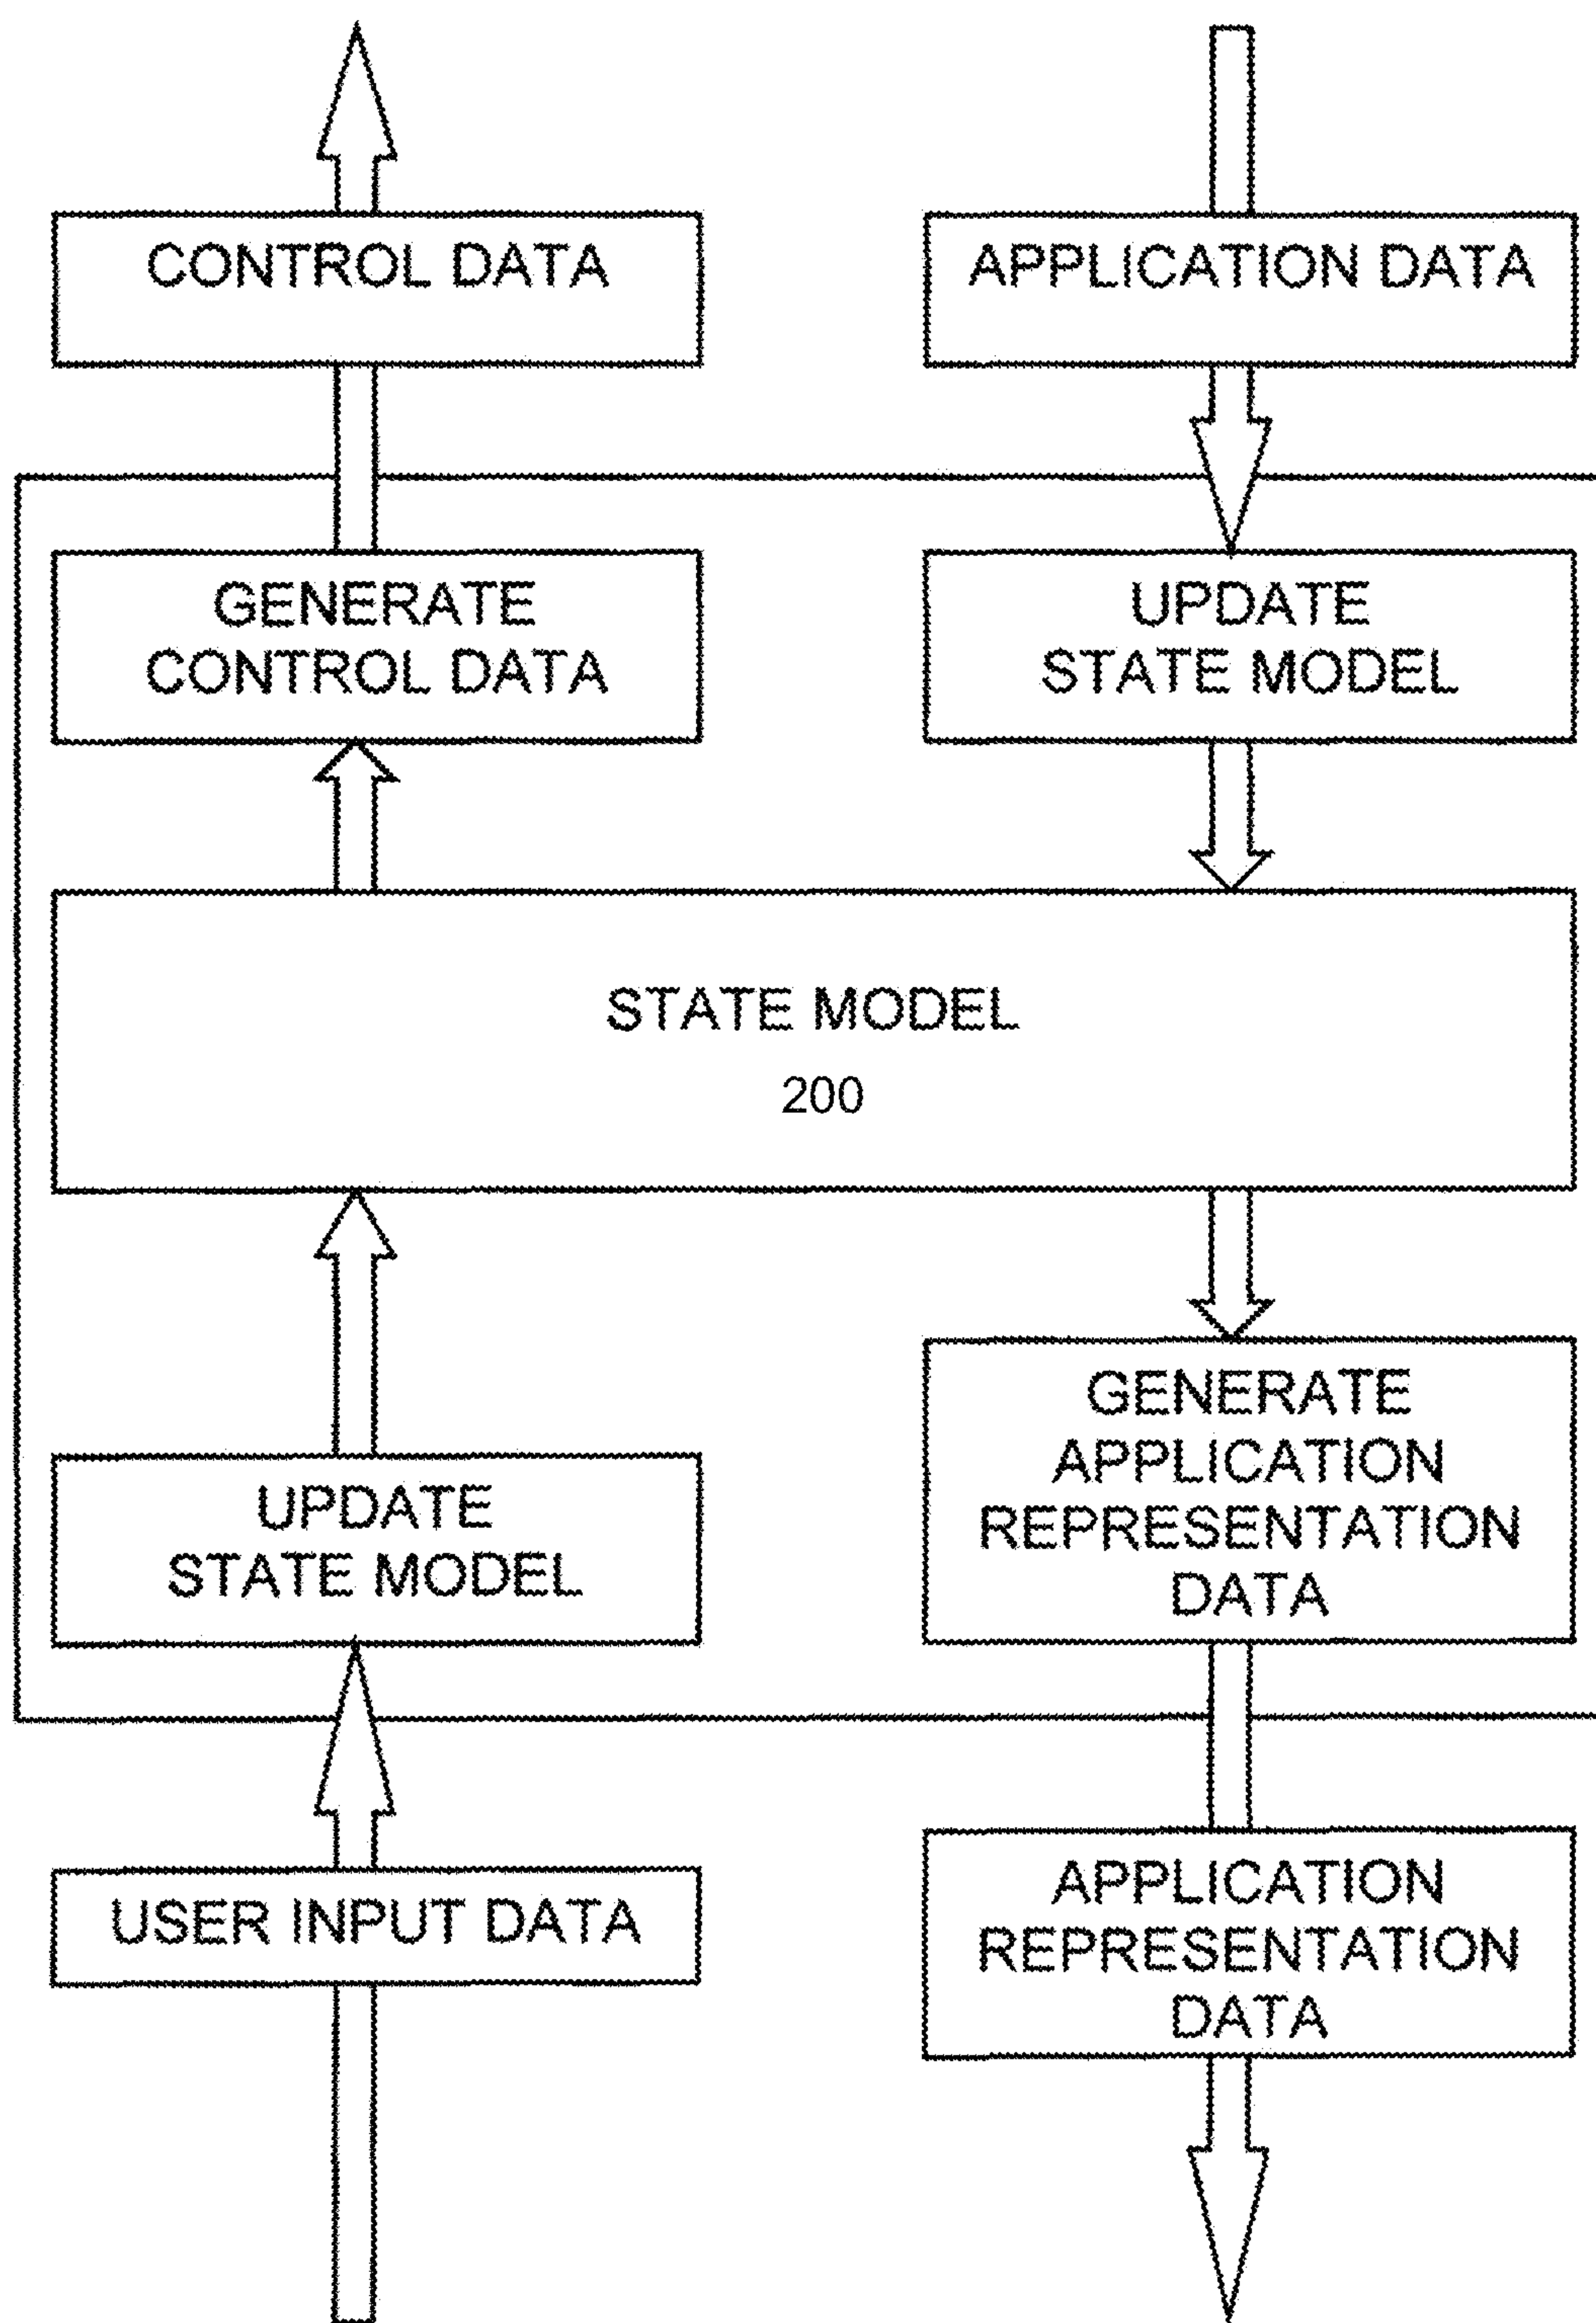 CONTROL DATA
APPLICATION DATA
GENERATE
CONTROL DATA
UPDATE
STATE MODEL
STATE MODEL
200
UPDATE
STATE MODEL
GENERATE
APPLICATION
REPRESENTATION
DATA
USER INPUT DATA
APPLICATION
REPRESENTATION
DATA